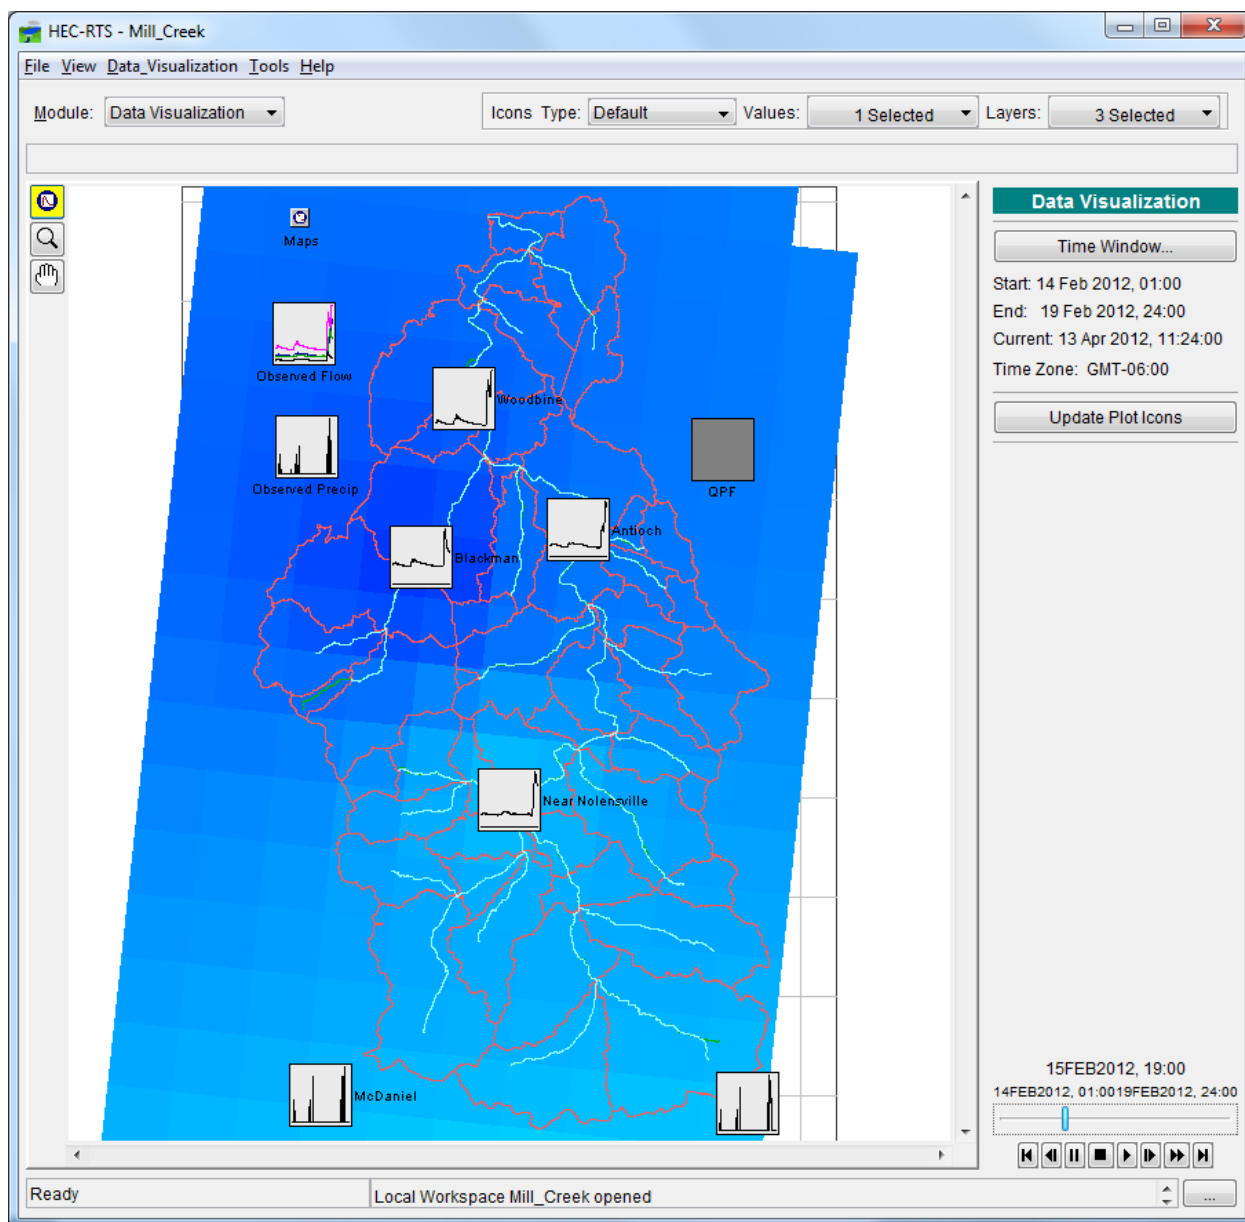 HEC-RTS - Mill_Creek
File View Data_Visualization Tools Help
Module: Data Visualization Icons Type: Default Values: 1 Selected Layers: 3 Selected
Maps
Observed Flow
Woodbine
Observed Precip
QPF
Antioch
Blackman
Near Nolensville
McDaniel
Data Visualization
Time Window...
Start: 14 Feb 2012, 01:00
End: 19 Feb 2012, 24:00
Current: 13 Apr 2012, 11:24:00
Time Zone: GMT-06:00
Update Plot Icons
15FEB2012, 19:00
14FEB2012, 01:0019FEB2012, 24:00
Ready Local Workspace Mill_Creek opened ...